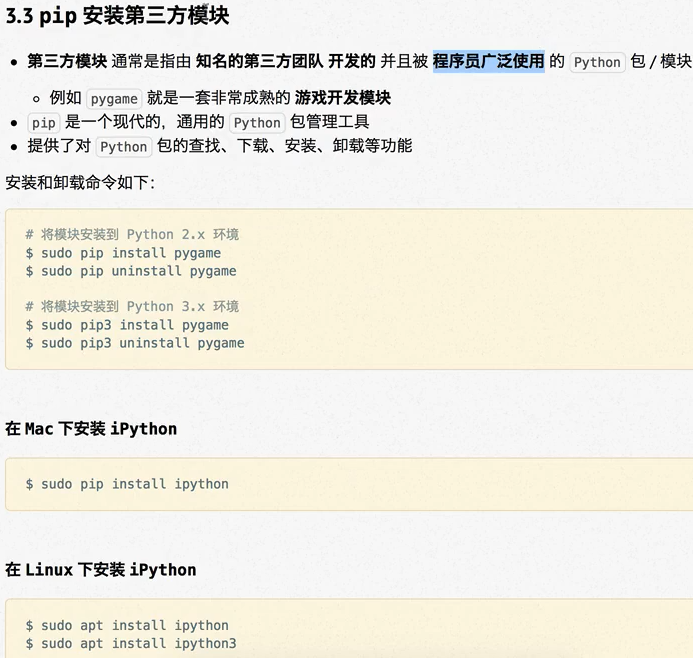 3.3 pip 安装第三方模块
• 第三方模块 通常是指由 知名的第三方团队 开发的 并且被 程序员广泛使用 的 Python 包 / 模块
◦ 例如 pygame 就是一套非常成熟的 游戏开发模块
• pip 是一个现代的，通用的 Python 包管理工具
• 提供了对 Python 包的查找、下载、安装、卸载等功能
安装和卸载命令如下：
# 将模块安装到 Python 2.x 环境
$ sudo pip install pygame
$ sudo pip uninstall pygame
# 将模块安装到 Python 3.x 环境
$ sudo pip3 install pygame
$ sudo pip3 uninstall pygame
在 Mac 下安装 iPython
$ sudo pip install ipython
在 Linux 下安装 iPython
$ sudo apt install ipython
$ sudo apt install ipython3